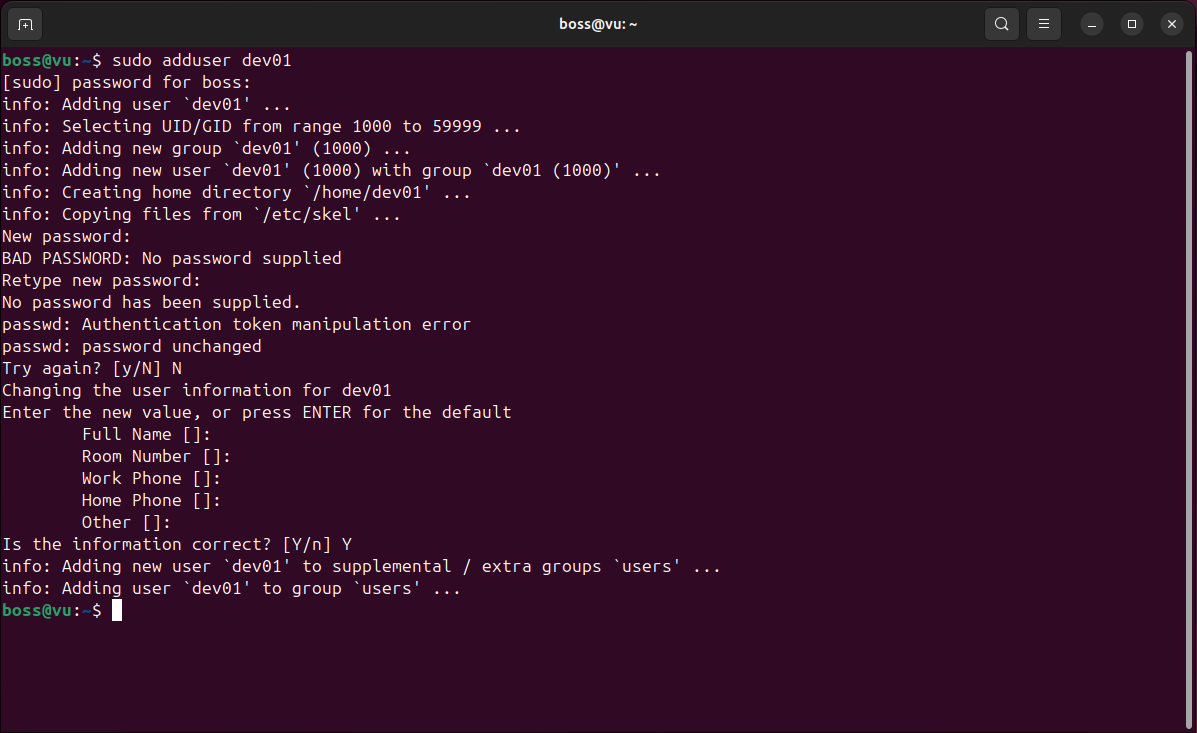 boss@vu: ~
boss@vu:~$ sudo adduser dev01
[sudo] password for boss:
info: Adding user `dev01' ...
info: Selecting UID/GID from range 1000 to 59999 ...
info: Adding new group `dev01' (1000) ...
info: Adding new user `dev01' (1000) with group `dev01 (1000)' ...
info: Creating home directory `/home/dev01' ...
info: Copying files from `/etc/skel' ...
New password:
BAD PASSWORD: No password supplied
Retype new password:
No password has been supplied.
passwd: Authentication token manipulation error
passwd: password unchanged
Try again? [y/N] N
Changing the user information for dev01
Enter the new value, or press ENTER for the default
        Full Name []:
        Room Number []:
        Work Phone []:
        Home Phone []:
        Other []:
Is the information correct? [Y/n] Y
info: Adding new user `dev01' to supplemental / extra groups `users' ...
info: Adding user `dev01' to group `users' ...
boss@vu:~$